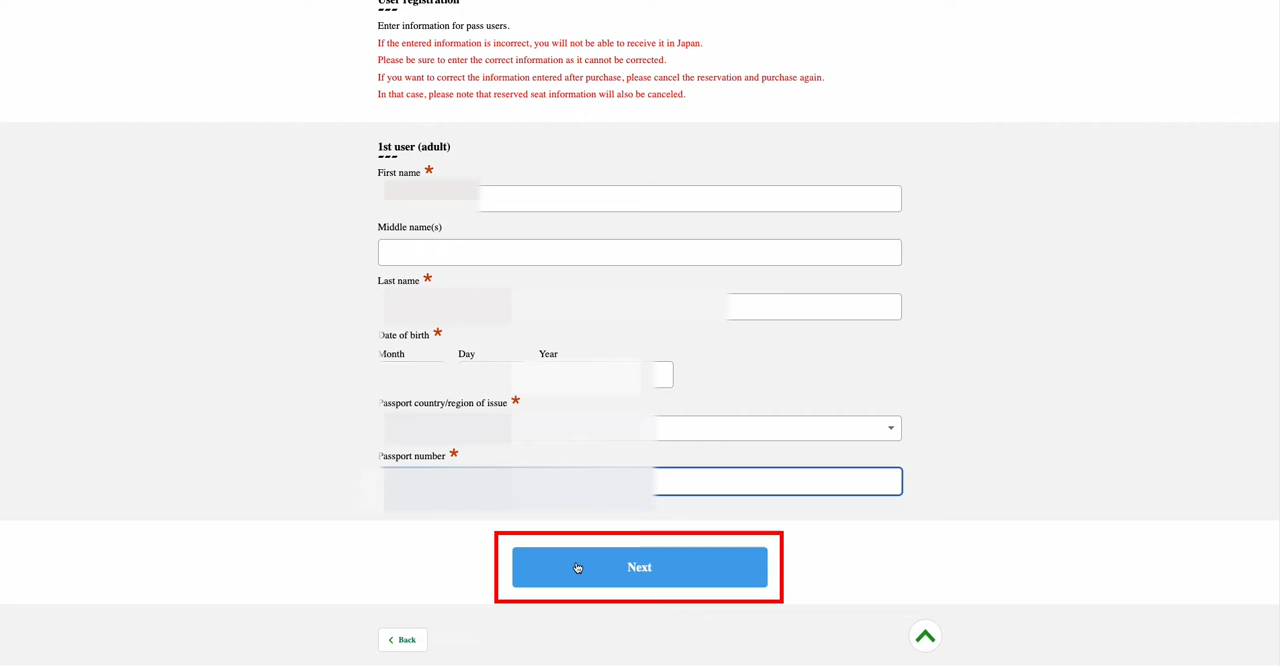 User registration
Enter information for pass users.
If the entered information is incorrect, you will not be able to receive it in Japan.
Please be sure to enter the correct information as it cannot be corrected.
If you want to correct the information entered after purchase, please cancel the reservation and purchase again.
In that case, please note that reserved seat information will also be canceled.
1st user (adult)
First name *
Middle name(s)
Last name *
Date of birth *
Month Day Year
Passport country/region of issue *
Passport number *
Next
Back